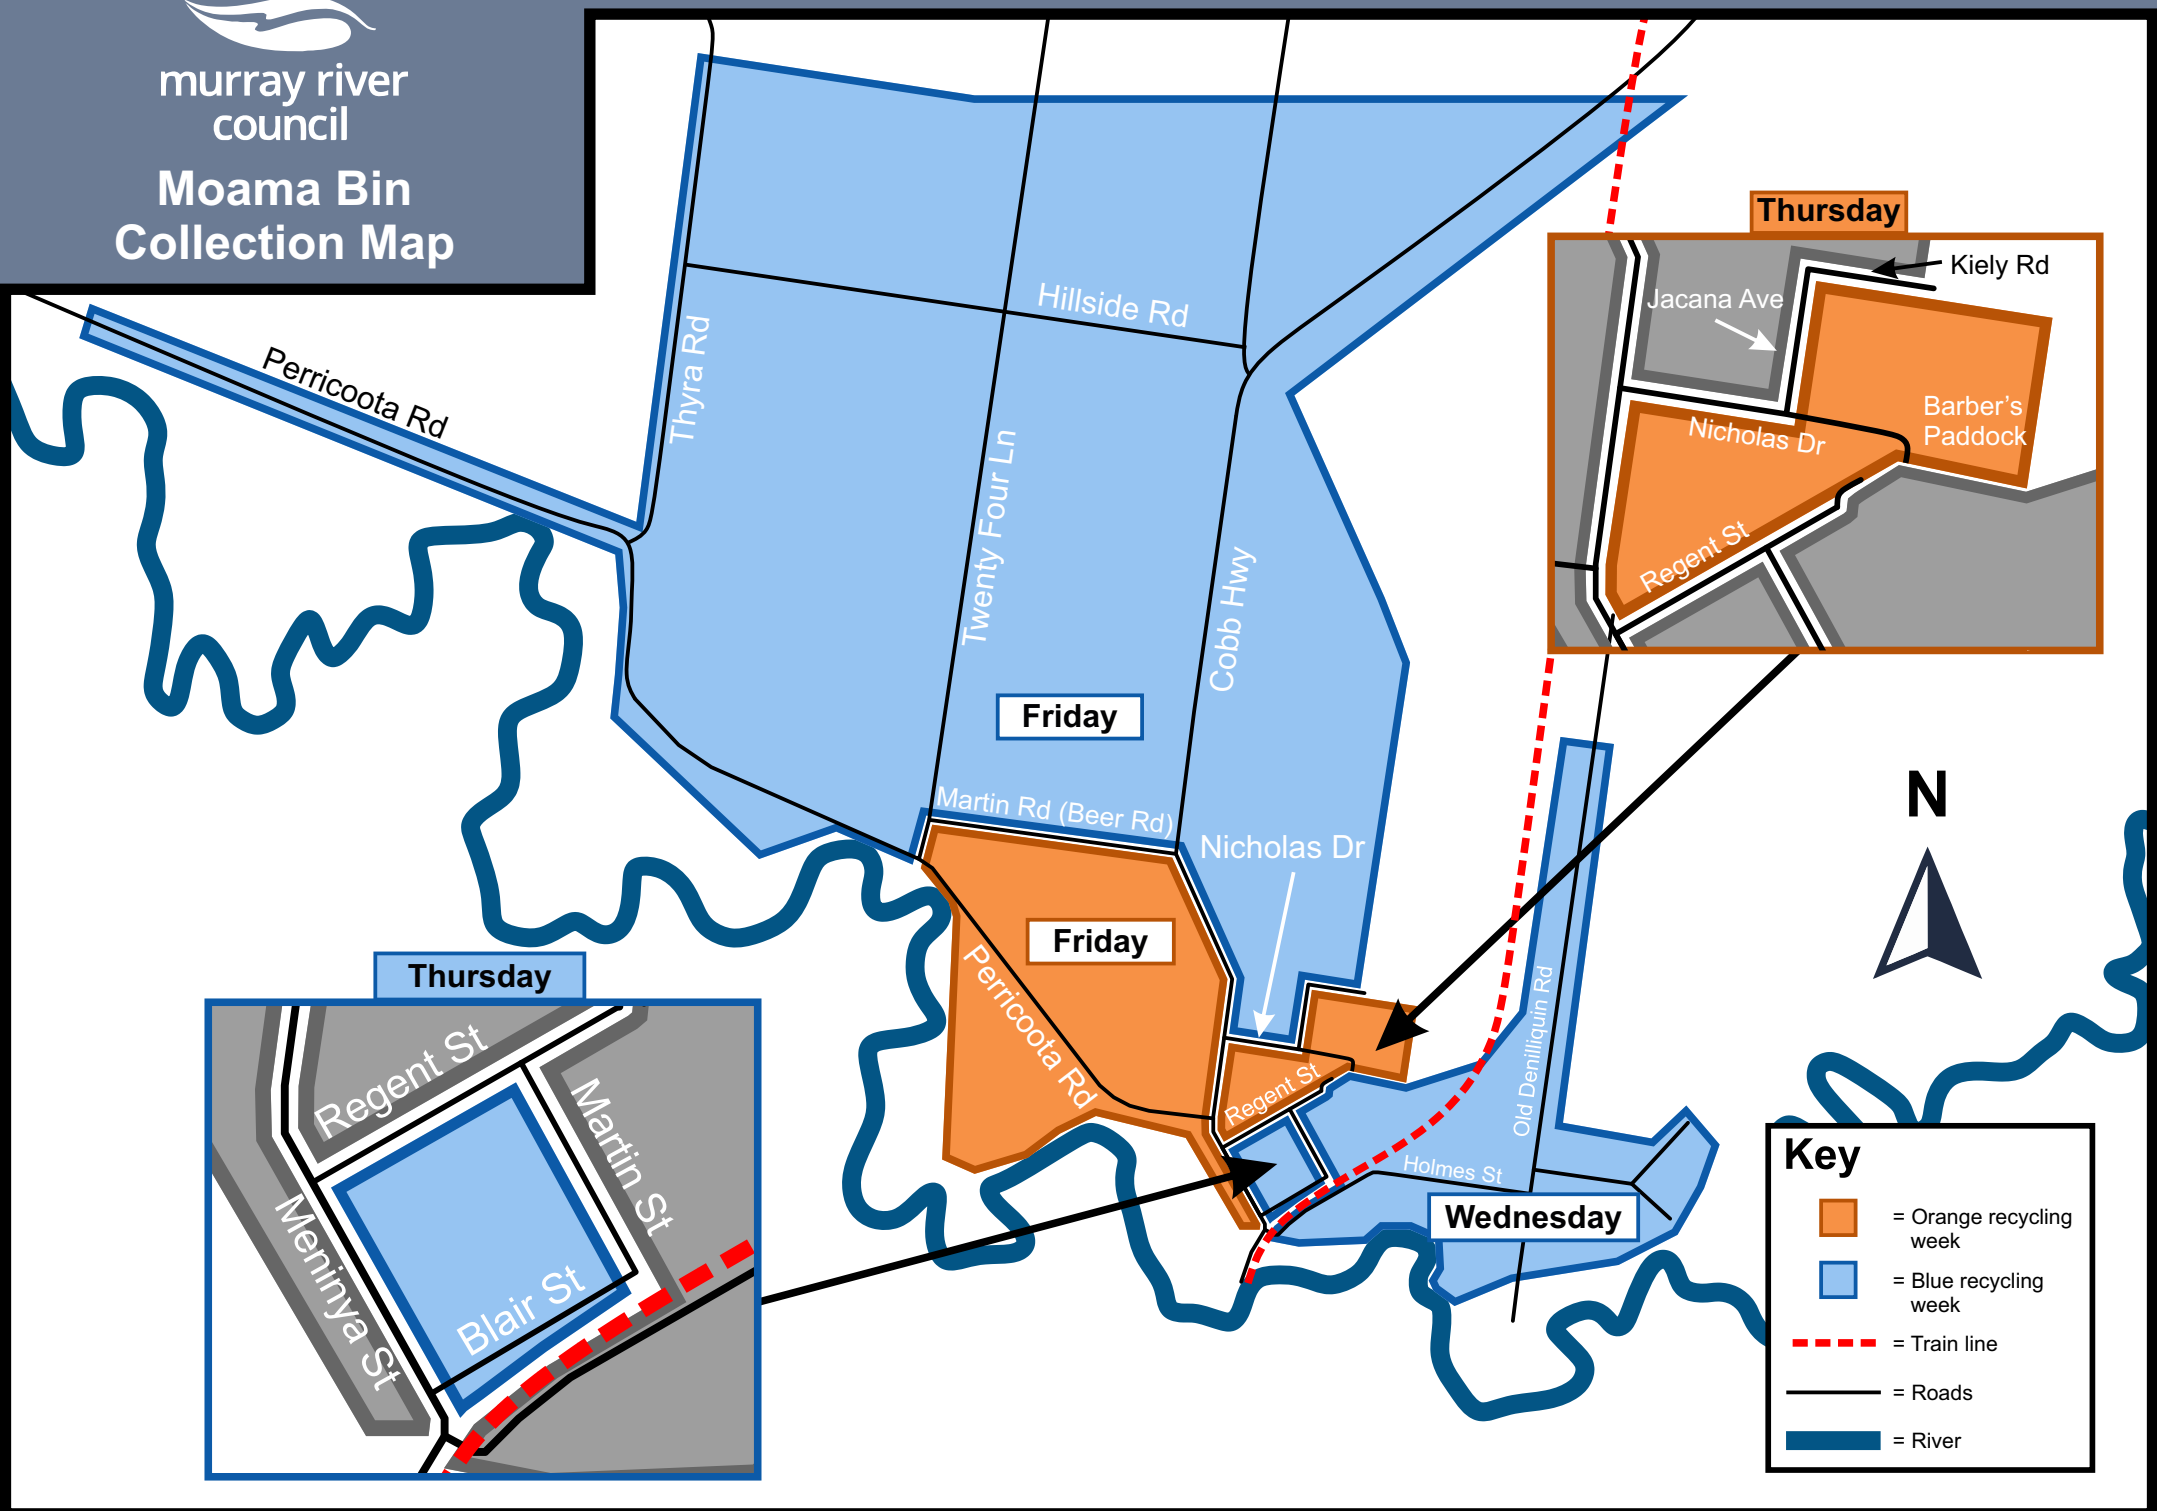 murray river
council
Moama Bin
Collection Map
Perricoota Rd
Thyra Rd
Hillside Rd
Twenty Four Ln
Cobb Hwy
Friday
Martin Rd (Beer Rd)
Nicholas Dr
Friday
Perricoota Rd
Regent St
Old Denilliquin Rd
Holmes St
Wednesday
Thursday
Kiely Rd
Jacana Ave
Barber's
Paddock
Nicholas Dr
Regent St
N
Thursday
Regent St
Martin St
Meninya St
Blair St
Key
= Orange recycling
week
= Blue recycling
week
= Train line
= Roads
= River